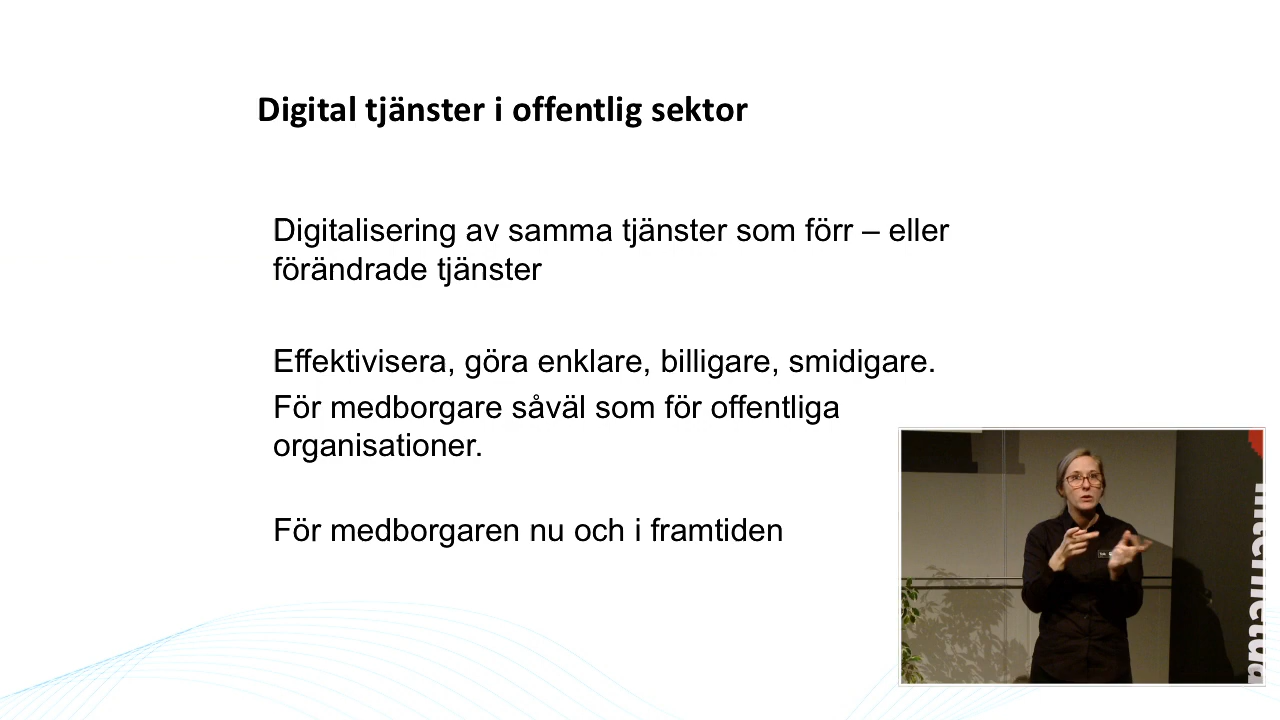 Digital tjänster i offentlig sektor
Digitalisering av samma tjänster som förr – eller
förändrade tjänster
Effektivisera, göra enklare, billigare, smidigare.
För medborgare såväl som för offentliga
organisationer.
För medborgaren nu och i framtiden